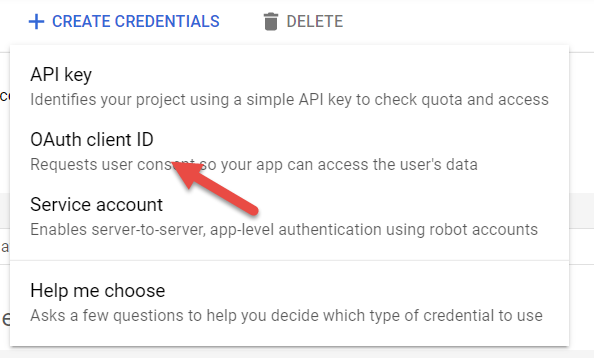 + CREATE CREDENTIALS DELETE
API key
Identifies your project using a simple API key to check quota and access
OAuth client ID
Requests user consent so your app can access the user's data
Service account
Enables server-to-server, app-level authentication using robot accounts
Help me choose
Asks a few questions to help you decide which type of credential to use